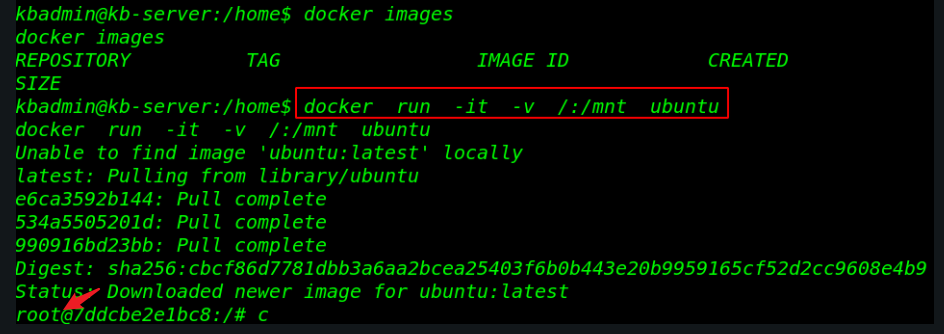 kbadmin@kb-server:/home$ docker images
docker images
REPOSITORY          TAG                 IMAGE ID            CREATED
SIZE
kbadmin@kb-server:/home$ docker  run  -it  -v  /:/mnt  ubuntu
docker  run  -it  -v  /:/mnt  ubuntu
Unable to find image 'ubuntu:latest' locally
latest: Pulling from library/ubuntu
e6ca3592b144: Pull complete
534a5505201d: Pull complete
990916bd23bb: Pull complete
Digest: sha256:cbcf86d7781dbb3a6aa2bcea25403f6b0b443e20b9959165cf52d2cc9608e4b9
Status: Downloaded newer image for ubuntu:latest
root@7ddcbe2e1bc8:/# c